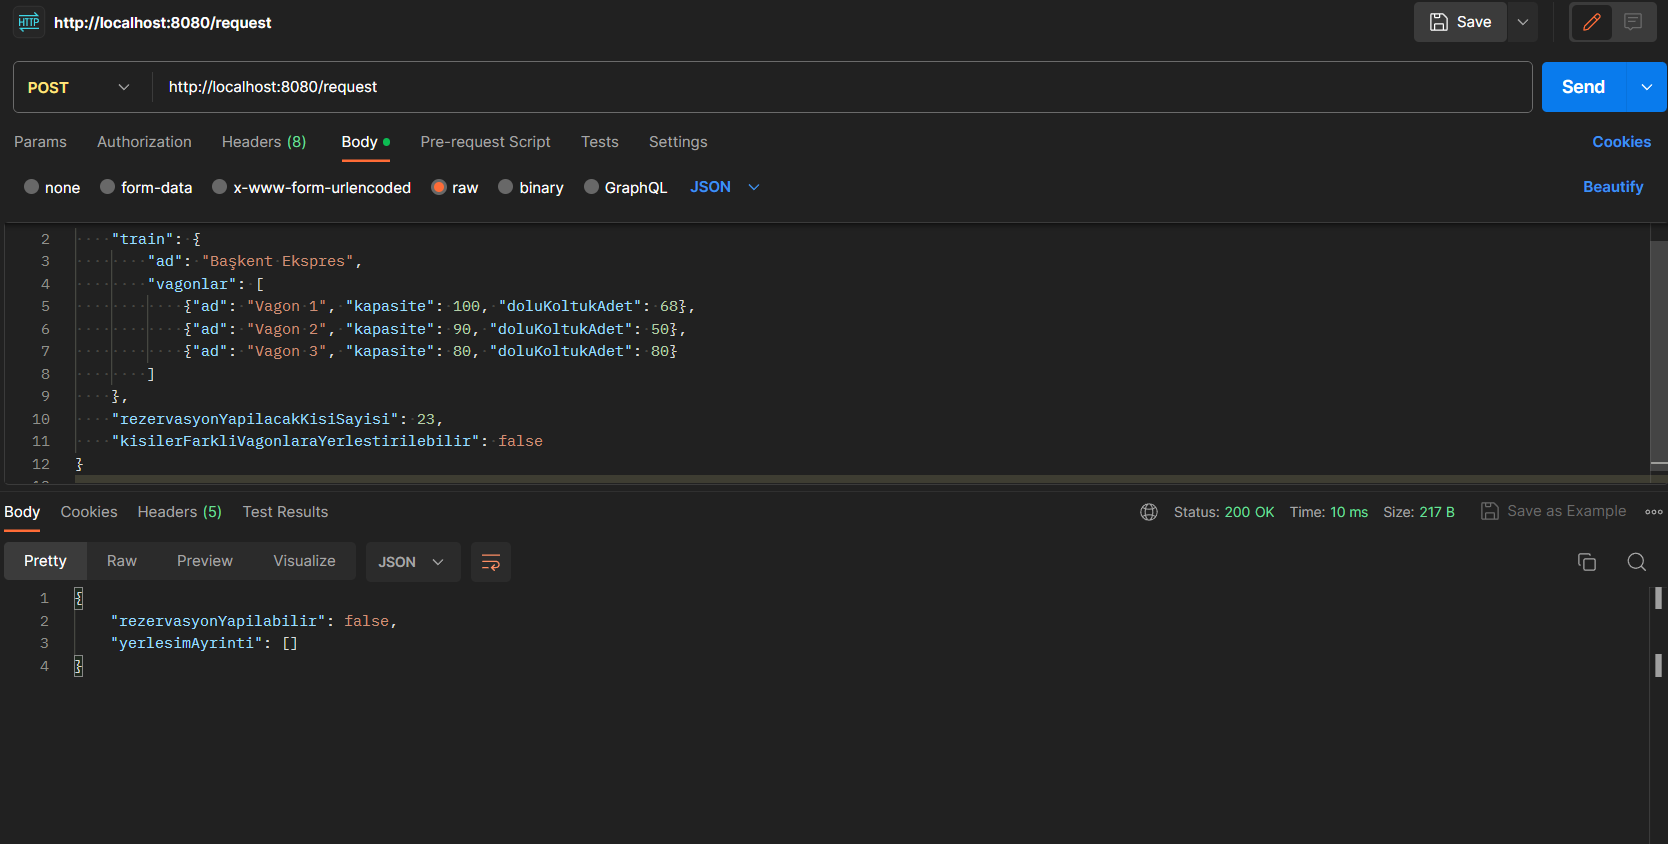 HTTP http://localhost:8080/request Save
POST http://localhost:8080/request Send
Params Authorization Headers (8) Body Pre-request Script Tests Settings Cookies
none form-data x-www-form-urlencoded raw binary GraphQL JSON Beautify
2 "train": {
3 "ad": "Başkent Ekspres",
4 "vagonlar": [
5 {"ad": "Vagon 1", "kapasite": 100, "doluKoltukAdet": 68},
6 {"ad": "Vagon 2", "kapasite": 90, "doluKoltukAdet": 50},
7 {"ad": "Vagon 3", "kapasite": 80, "doluKoltukAdet": 80}
8 ]
9 },
10 "rezervasyonYapilacakKisiSayisi": 23,
11 "kisilerFarkliVagonlaraYerlestirilebilir": false
12 }
Body Cookies Headers (5) Test Results Status: 200 OK Time: 10 ms Size: 217 B Save as Example
Pretty Raw Preview Visualize JSON
1 {
2 "rezervasyonYapilabilir": false,
3 "yerlesimAyrinti": []
4 }